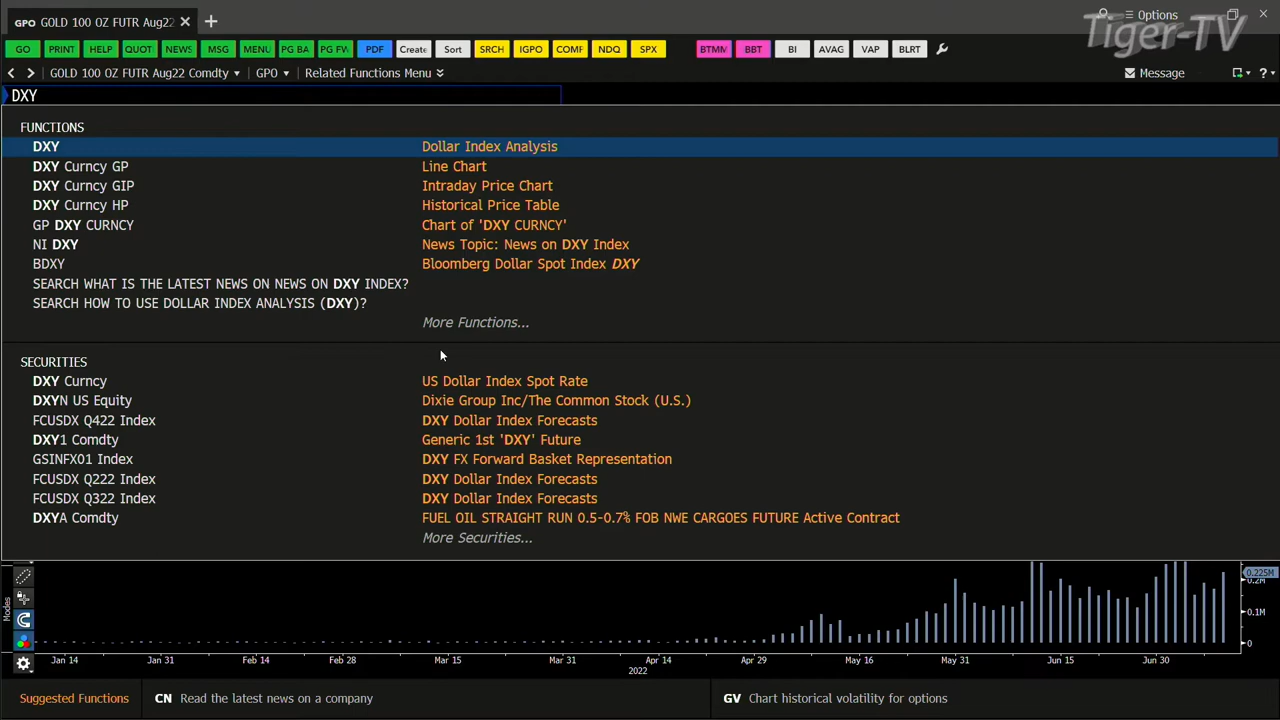 GPO GOLD 100 OZ FUTR Aug22
Options
Tiger-TV
GO PRINT HELP QUOT NEWS MSG MENU PG BA PG FV PDF Create Sort SRCH IGPO COMP NDQ SPX BTMM BBT BI AVAG VAP BLRT
GOLD 100 OZ FUTR Aug22 Comdty GPO Related Functions Menu Message ?
DXY
FUNCTIONS
DXY Dollar Index Analysis
DXY Curncy GP Line Chart
DXY Curncy GIP Intraday Price Chart
DXY Curncy HP Historical Price Table
GP DXY CURNCY Chart of 'DXY CURNCY'
NI DXY News Topic: News on DXY Index
BDXY Bloomberg Dollar Spot Index DXY
SEARCH WHAT IS THE LATEST NEWS ON NEWS ON DXY INDEX?
SEARCH HOW TO USE DOLLAR INDEX ANALYSIS (DXY)?
More Functions...
SECURITIES
DXY Curncy US Dollar Index Spot Rate
DXYN US Equity Dixie Group Inc/The Common Stock (U.S.)
FCUSDX Q422 Index DXY Dollar Index Forecasts
DXY1 Comdty Generic 1st 'DXY' Future
GSINFX01 Index DXY FX Forward Basket Representation
FCUSDX Q222 Index DXY Dollar Index Forecasts
FCUSDX Q322 Index DXY Dollar Index Forecasts
DXYA Comdty FUEL OIL STRAIGHT RUN 0.5-0.7% FOB NWE CARGOES FUTURE Active Contract
More Securities...
0.225M
0.2M
Modes
0.1M
0
Jan 14 Jan 31 Feb 14 Feb 28 Mar 15 Mar 31 Apr 14 Apr 29 May 16 May 31 Jun 15 Jun 30
2022
Suggested Functions CN Read the latest news on a company GV Chart historical volatility for options